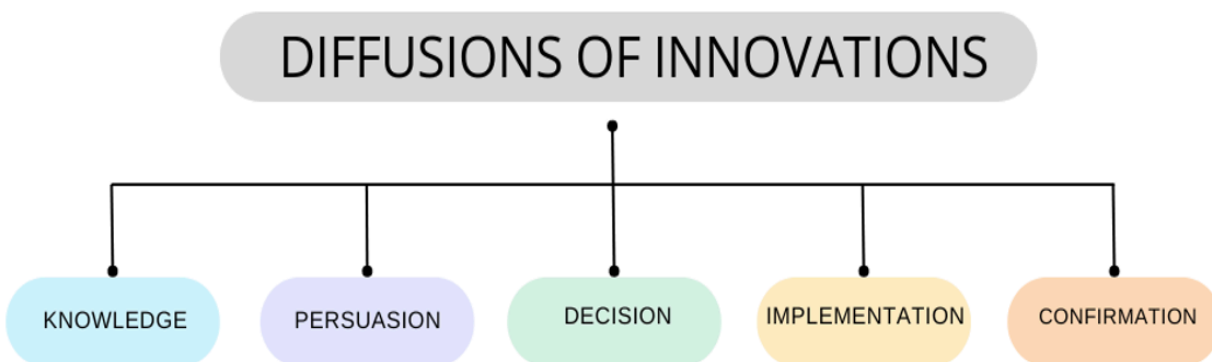 DIFFUSIONS OF INNOVATIONS
KNOWLEDGE
PERSUASION
DECISION
IMPLEMENTATION
CONFIRMATION